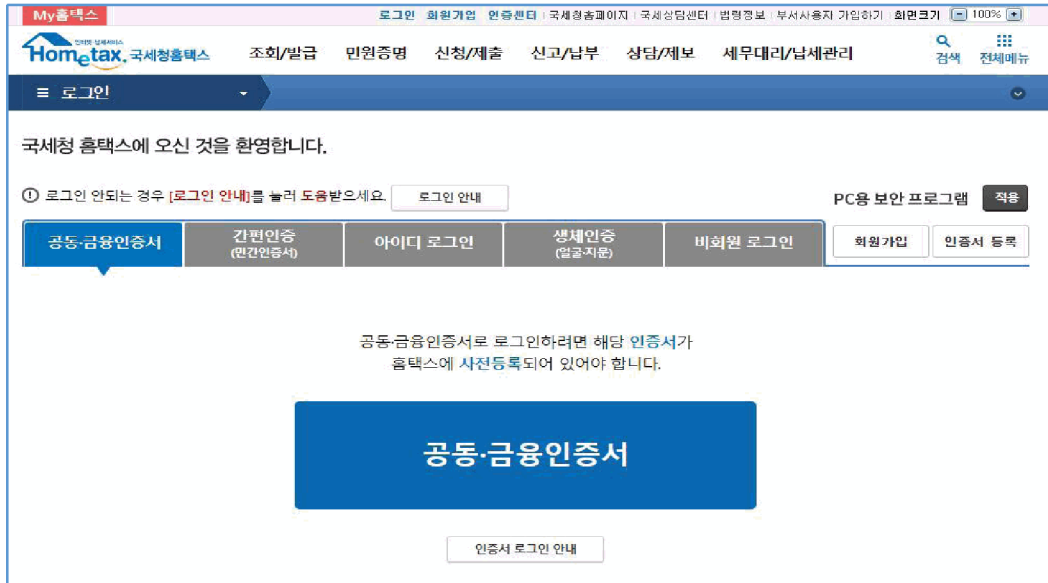 My홈택스
로그인 회원가입 인증센터 국세청홈페이지 국세상담센터 법령정보 부서사용자 가입하기 화면크기 100%
Hometax. 국세청홈택스 조회/발급 민원증명 신청/제출 신고/납부 상담/제보 세무대리/납세관리 검색 전체메뉴
로그인
국세청 홈택스에 오신 것을 환영합니다.
로그인 안되는 경우 [로그인 안내]를 눌러 도움받으세요. 로그인 안내
PC용 보안 프로그램 적용
공동·금융인증서 간편인증 아이디 로그인 생체인증 비회원 로그인 회원가입 인증서 등록
(민간인증서) (얼굴·지문)
공동·금융인증서로 로그인하려면 해당 인증서가
홈택스에 사전등록되어 있어야 합니다.
공동·금융인증서
인증서 로그인 안내